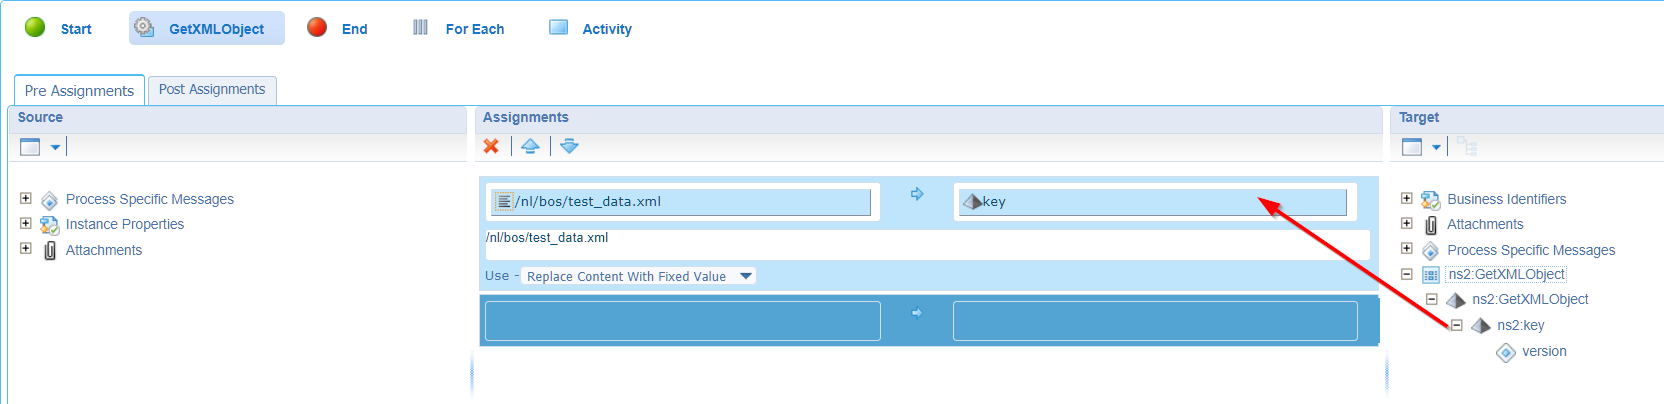 Start GetXMLObject End For Each Activity
Pre Assignments Post Assignments
Source
Process Specific Messages
Instance Properties
Attachments
Assignments
/nl/bos/test_data.xml key
/nl/bos/test_data.xml
Use - Replace Content With Fixed Value
Target
Business Identifiers
Attachments
Process Specific Messages
ns2:GetXMLObject
ns2:GetXMLObject
ns2:key
version